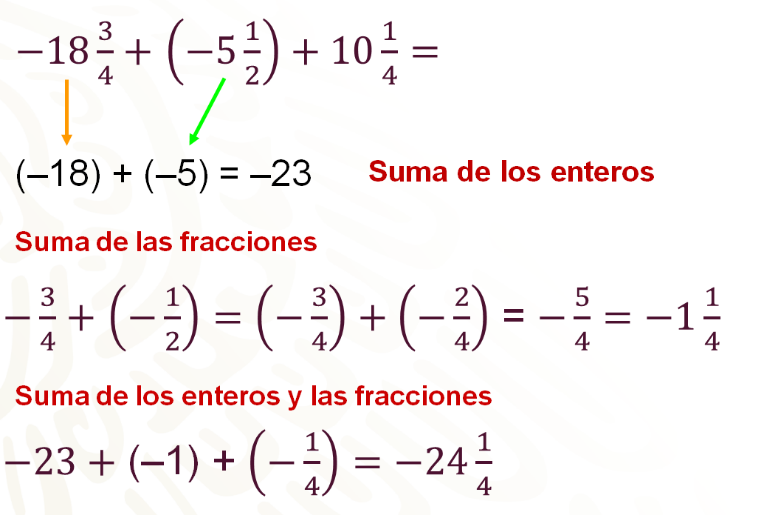 −18 3/4 + (−5 1/2) + 10 1/4 =
(–18) + (–5) = –23 Suma de los enteros
Suma de las fracciones
−3/4 + (−1/2) = (−3/4) + (−2/4) = −5/4 = −1 1/4
Suma de los enteros y las fracciones
−23 + (−1) + (−1/4) = −24 1/4